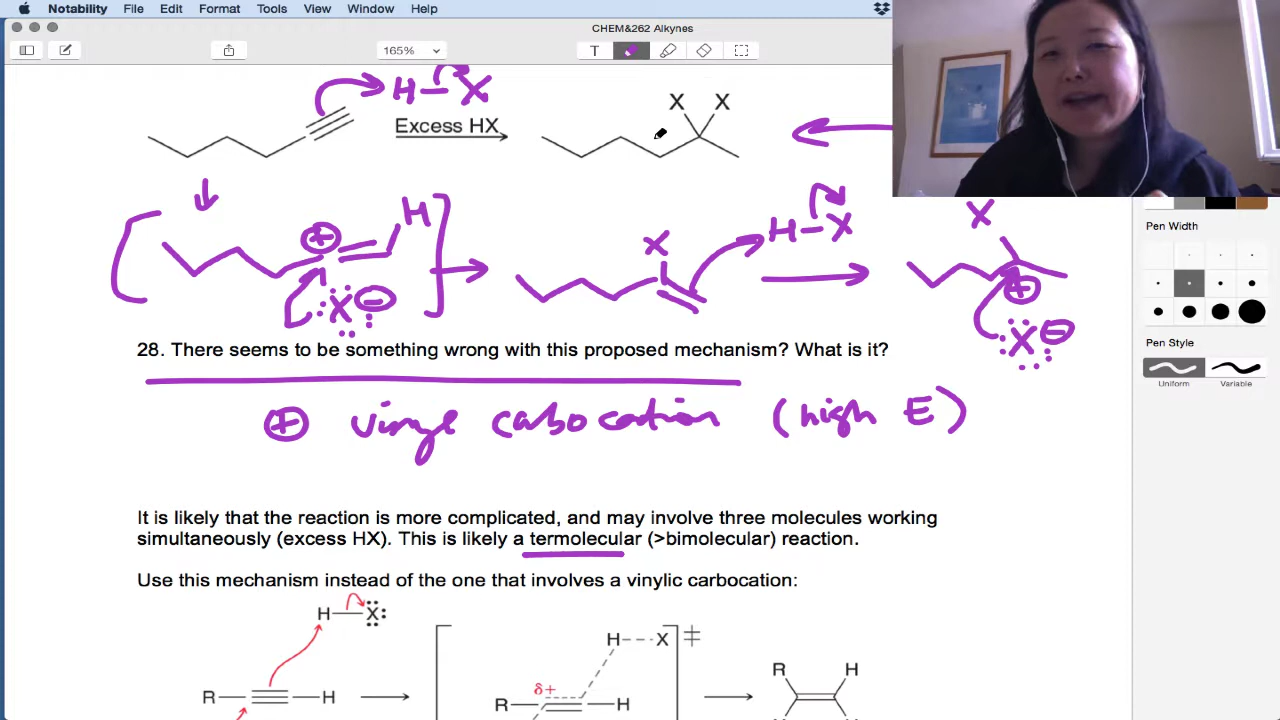 Notability File Edit Format Tools View Window Help
CHEM&262 Alkynes
165% T
H X
X X
Excess HX
H
X H X X
X X
28. There seems to be something wrong with this proposed mechanism? What is it?
⊕ vinyl cabocation (high E)
It is likely that the reaction is more complicated, and may involve three molecules working
simultaneously (excess HX). This is likely a termolecular (>bimolecular) reaction.
Use this mechanism instead of the one that involves a vinylic carbocation:
H X:
H X ‡
R H
δ+
R H R H
Pen Width
Pen Style
Uniform Variable